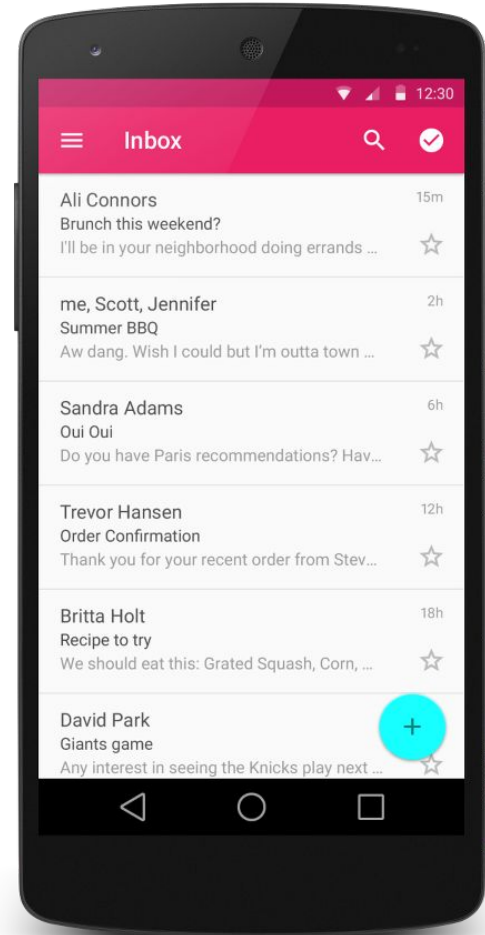 12:30
Inbox
Ali Connors 15m
Brunch this weekend?
I'll be in your neighborhood doing errands ...
me, Scott, Jennifer 2h
Summer BBQ
Aw dang. Wish I could but I'm outta town ...
Sandra Adams 6h
Oui Oui
Do you have Paris recommendations? Hav...
Trevor Hansen 12h
Order Confirmation
Thank you for your recent order from Stev...
Britta Holt 18h
Recipe to try
We should eat this: Grated Squash, Corn, ...
David Park
Giants game
Any interest in seeing the Knicks play next ...